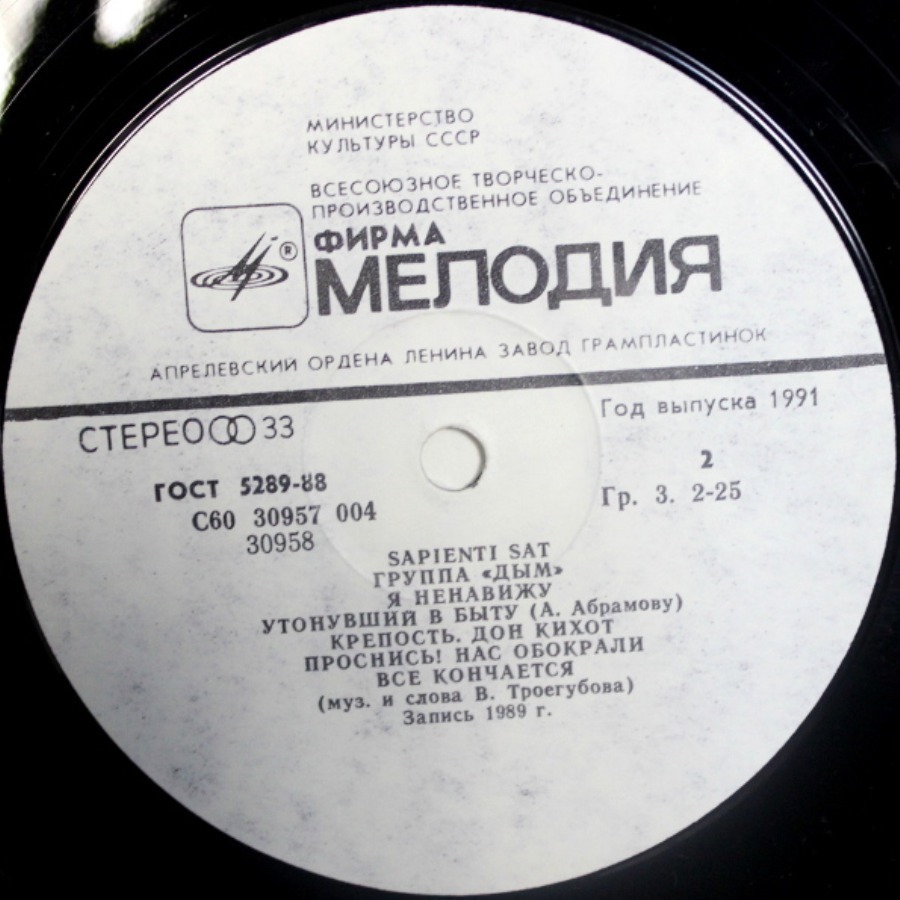 МИНИСТЕРСТВО
КУЛЬТУРЫ СССР
ВСЕСОЮЗНОЕ ТВОРЧЕСКО-
ПРОИЗВОДСТВЕННОЕ ОБЪЕДИНЕНИЕ
ФИРМА
®
МЕЛОДИЯ
АПРЕЛЕВСКИЙ ОРДЕНА ЛЕНИНА ЗАВОД ГРАМПЛАСТИНОК
СТЕРЕО 33
Год выпуска 1991
ГОСТ 5289-88
2
С60 30957 004
Гр. 3. 2-25
30958
SAPIENTI SAT
ГРУППА «ДЫМ»
Я НЕНАВИЖУ
УТОНУВШИЙ В БЫТУ (А. Абрамову)
КРЕПОСТЬ. ДОН КИХОТ
ПРОСНИСЬ! НАС ОБОКРАЛИ
ВСЕ КОНЧАЕТСЯ
(муз. и слова В. Троегубова)
Запись 1989 г.